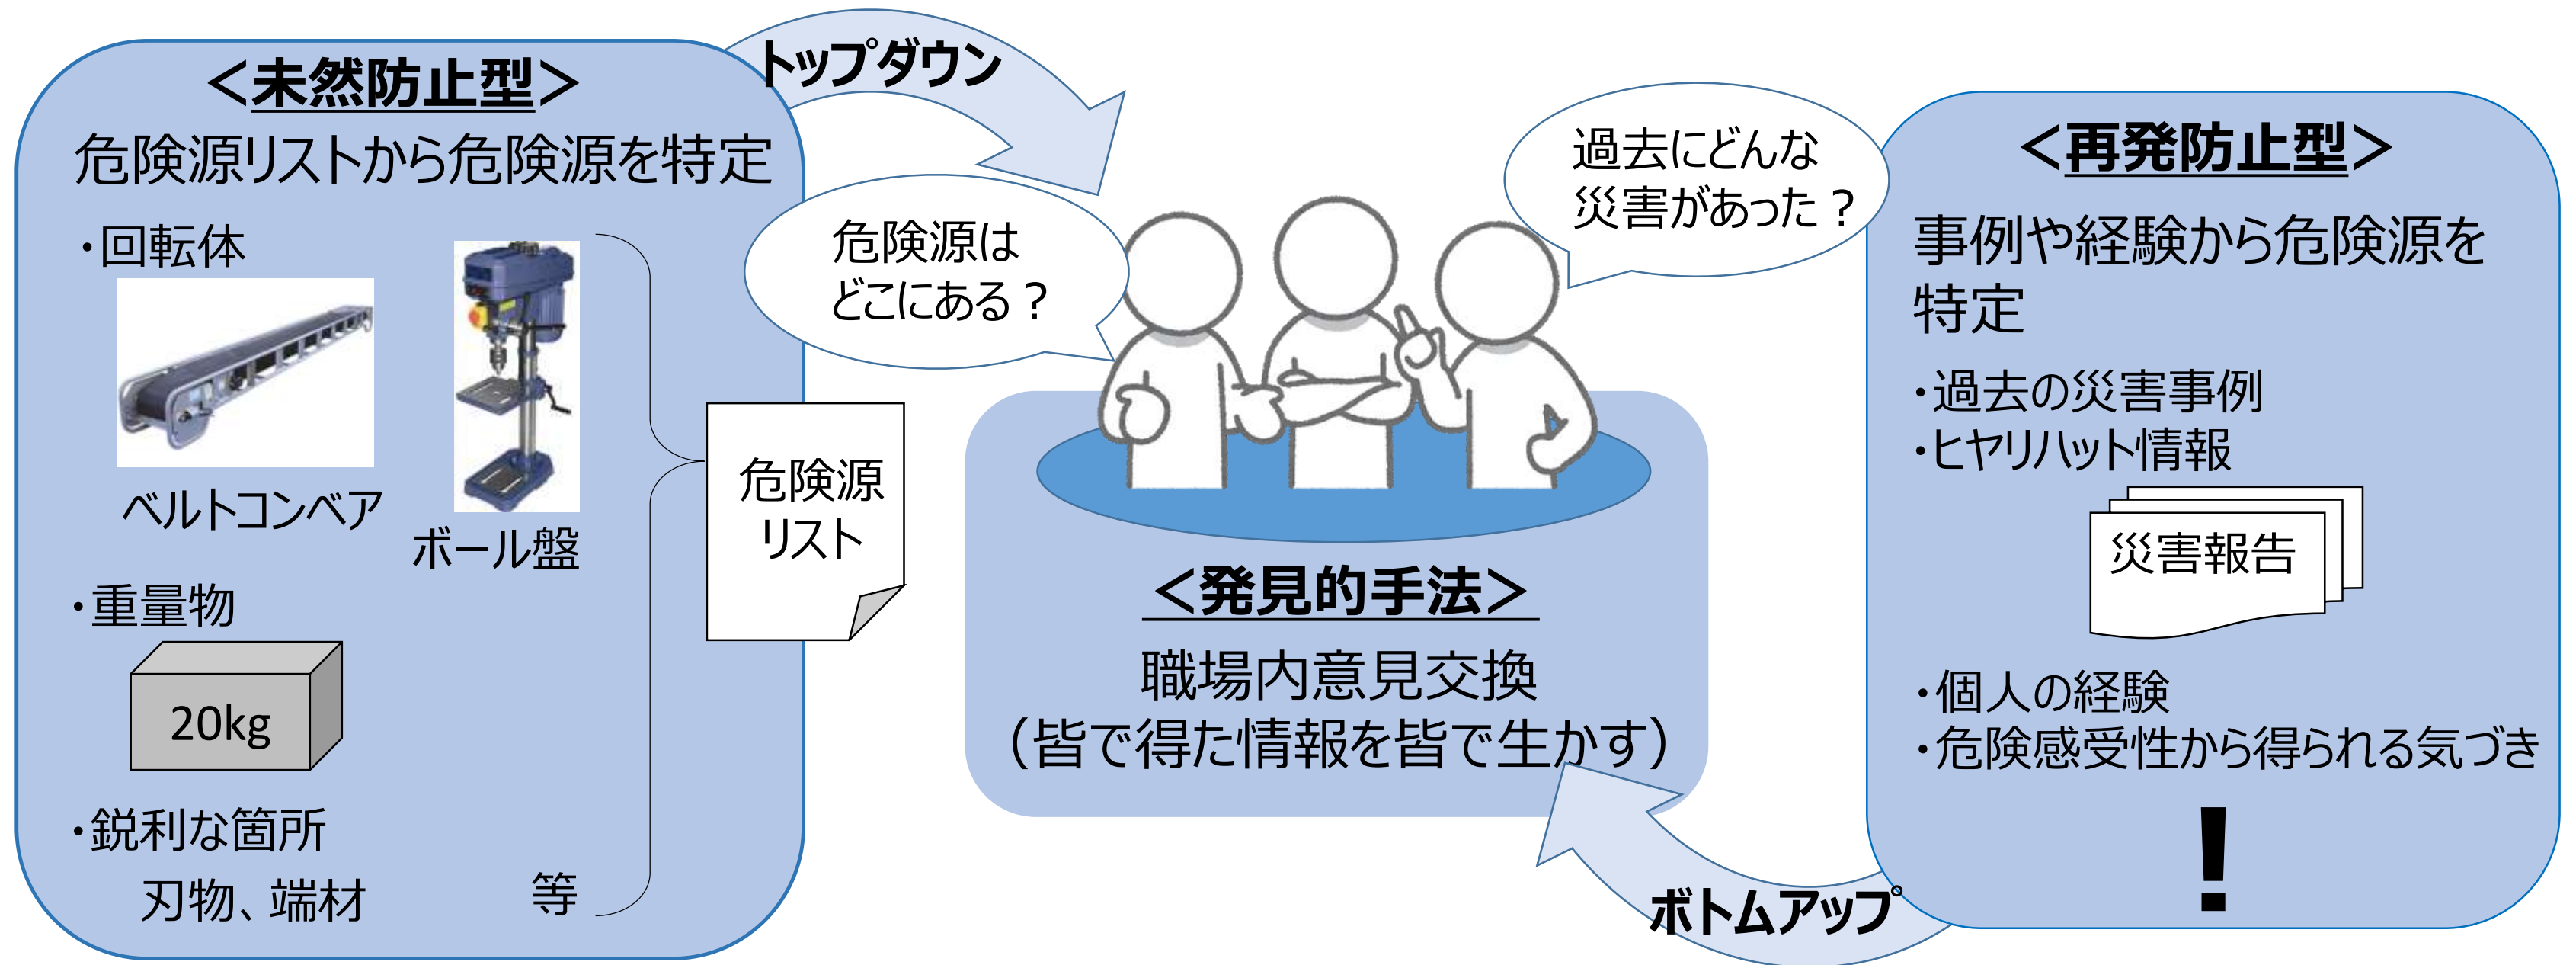 ＜未然防止型＞
危険源リストから危険源を特定
・回転体
ベルトコンベア
ボール盤
・重量物
20kg
・鋭利な箇所
刃物、端材
等
危険源
リスト
トップダウン
危険源は
どこにある？
過去にどんな
災害があった？
＜発見的手法＞
職場内意見交換
（皆で得た情報を皆で生かす）
ボトムアップ
＜再発防止型＞
事例や経験から危険源を
特定
・過去の災害事例
・ヒヤリハット情報
災害報告
・個人の経験
・危険感受性から得られる気づき
！